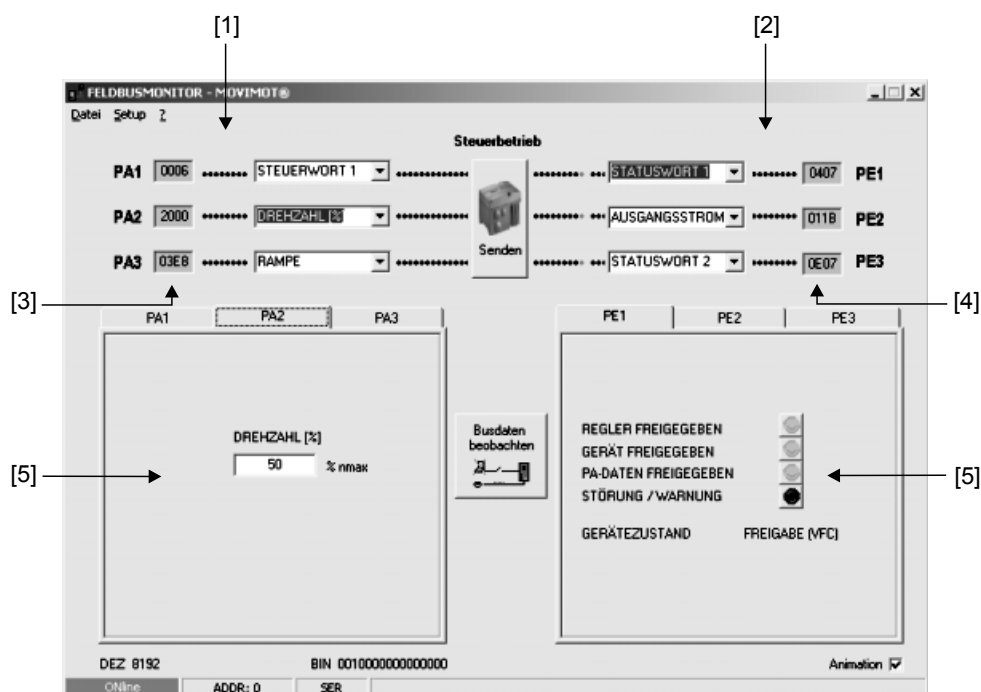 [1] [2]
FELDBUSMONITOR - MOVIMOT®
Datei Setup ?
Steuerbetrieb
PA1 0006 STEUERWORT 1 STATUSWORT 1 0407 PE1
PA2 2000 DREHZAHL [%] AUSGANGSSTROM 011B PE2
PA3 03E8 RAMPE Senden STATUSWORT 2 0E07 PE3
[3] [4]
PA1 PA2 PA3 PE1 PE2 PE3
DREHZAHL [%]
50 % nmax
Busdaten
beobachten
REGLER FREIGEGEBEN
GERÄT FREIGEGEBEN
PA-DATEN FREIGEGEBEN
STÖRUNG / WARNUNG
GERÄTEZUSTAND FREIGABE (VFC)
[5] [5]
DEZ 8192 BIN 0010000000000000 Animation
ONline ADDR: 0 SER